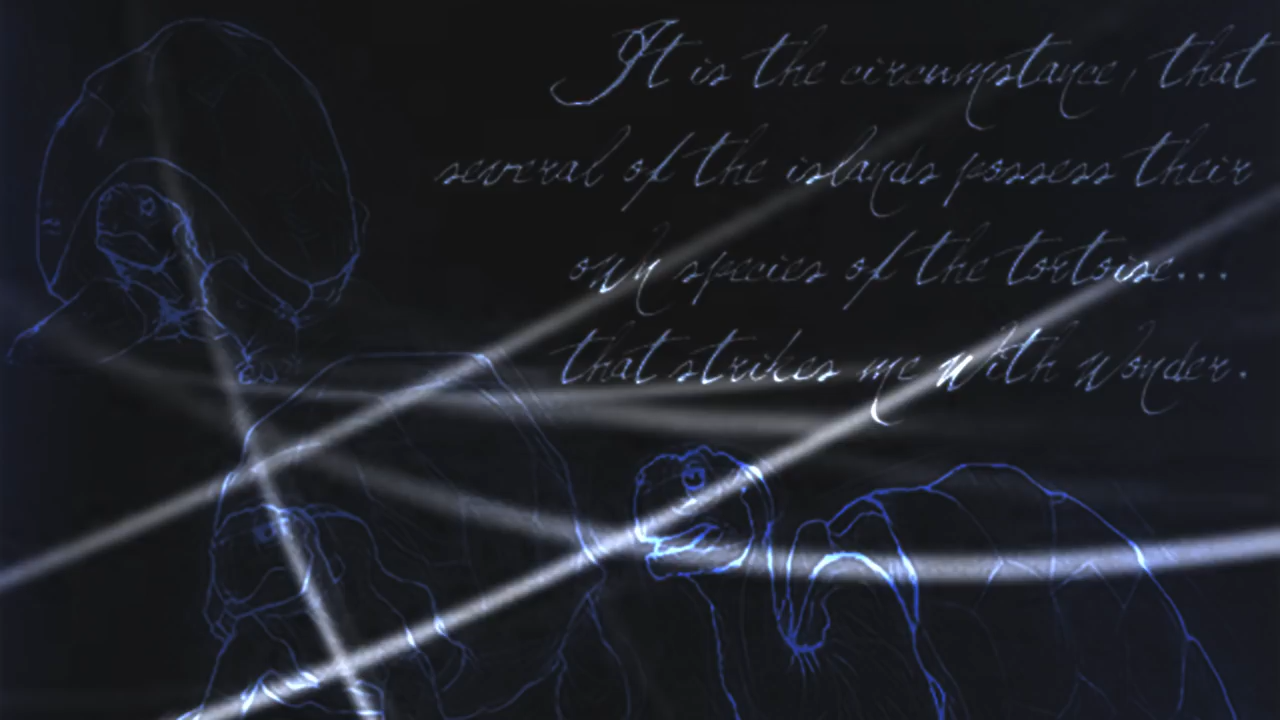 It is the circumstance, that
several of the islands possess their
own species of the tortoise...
that strikes me with wonder.